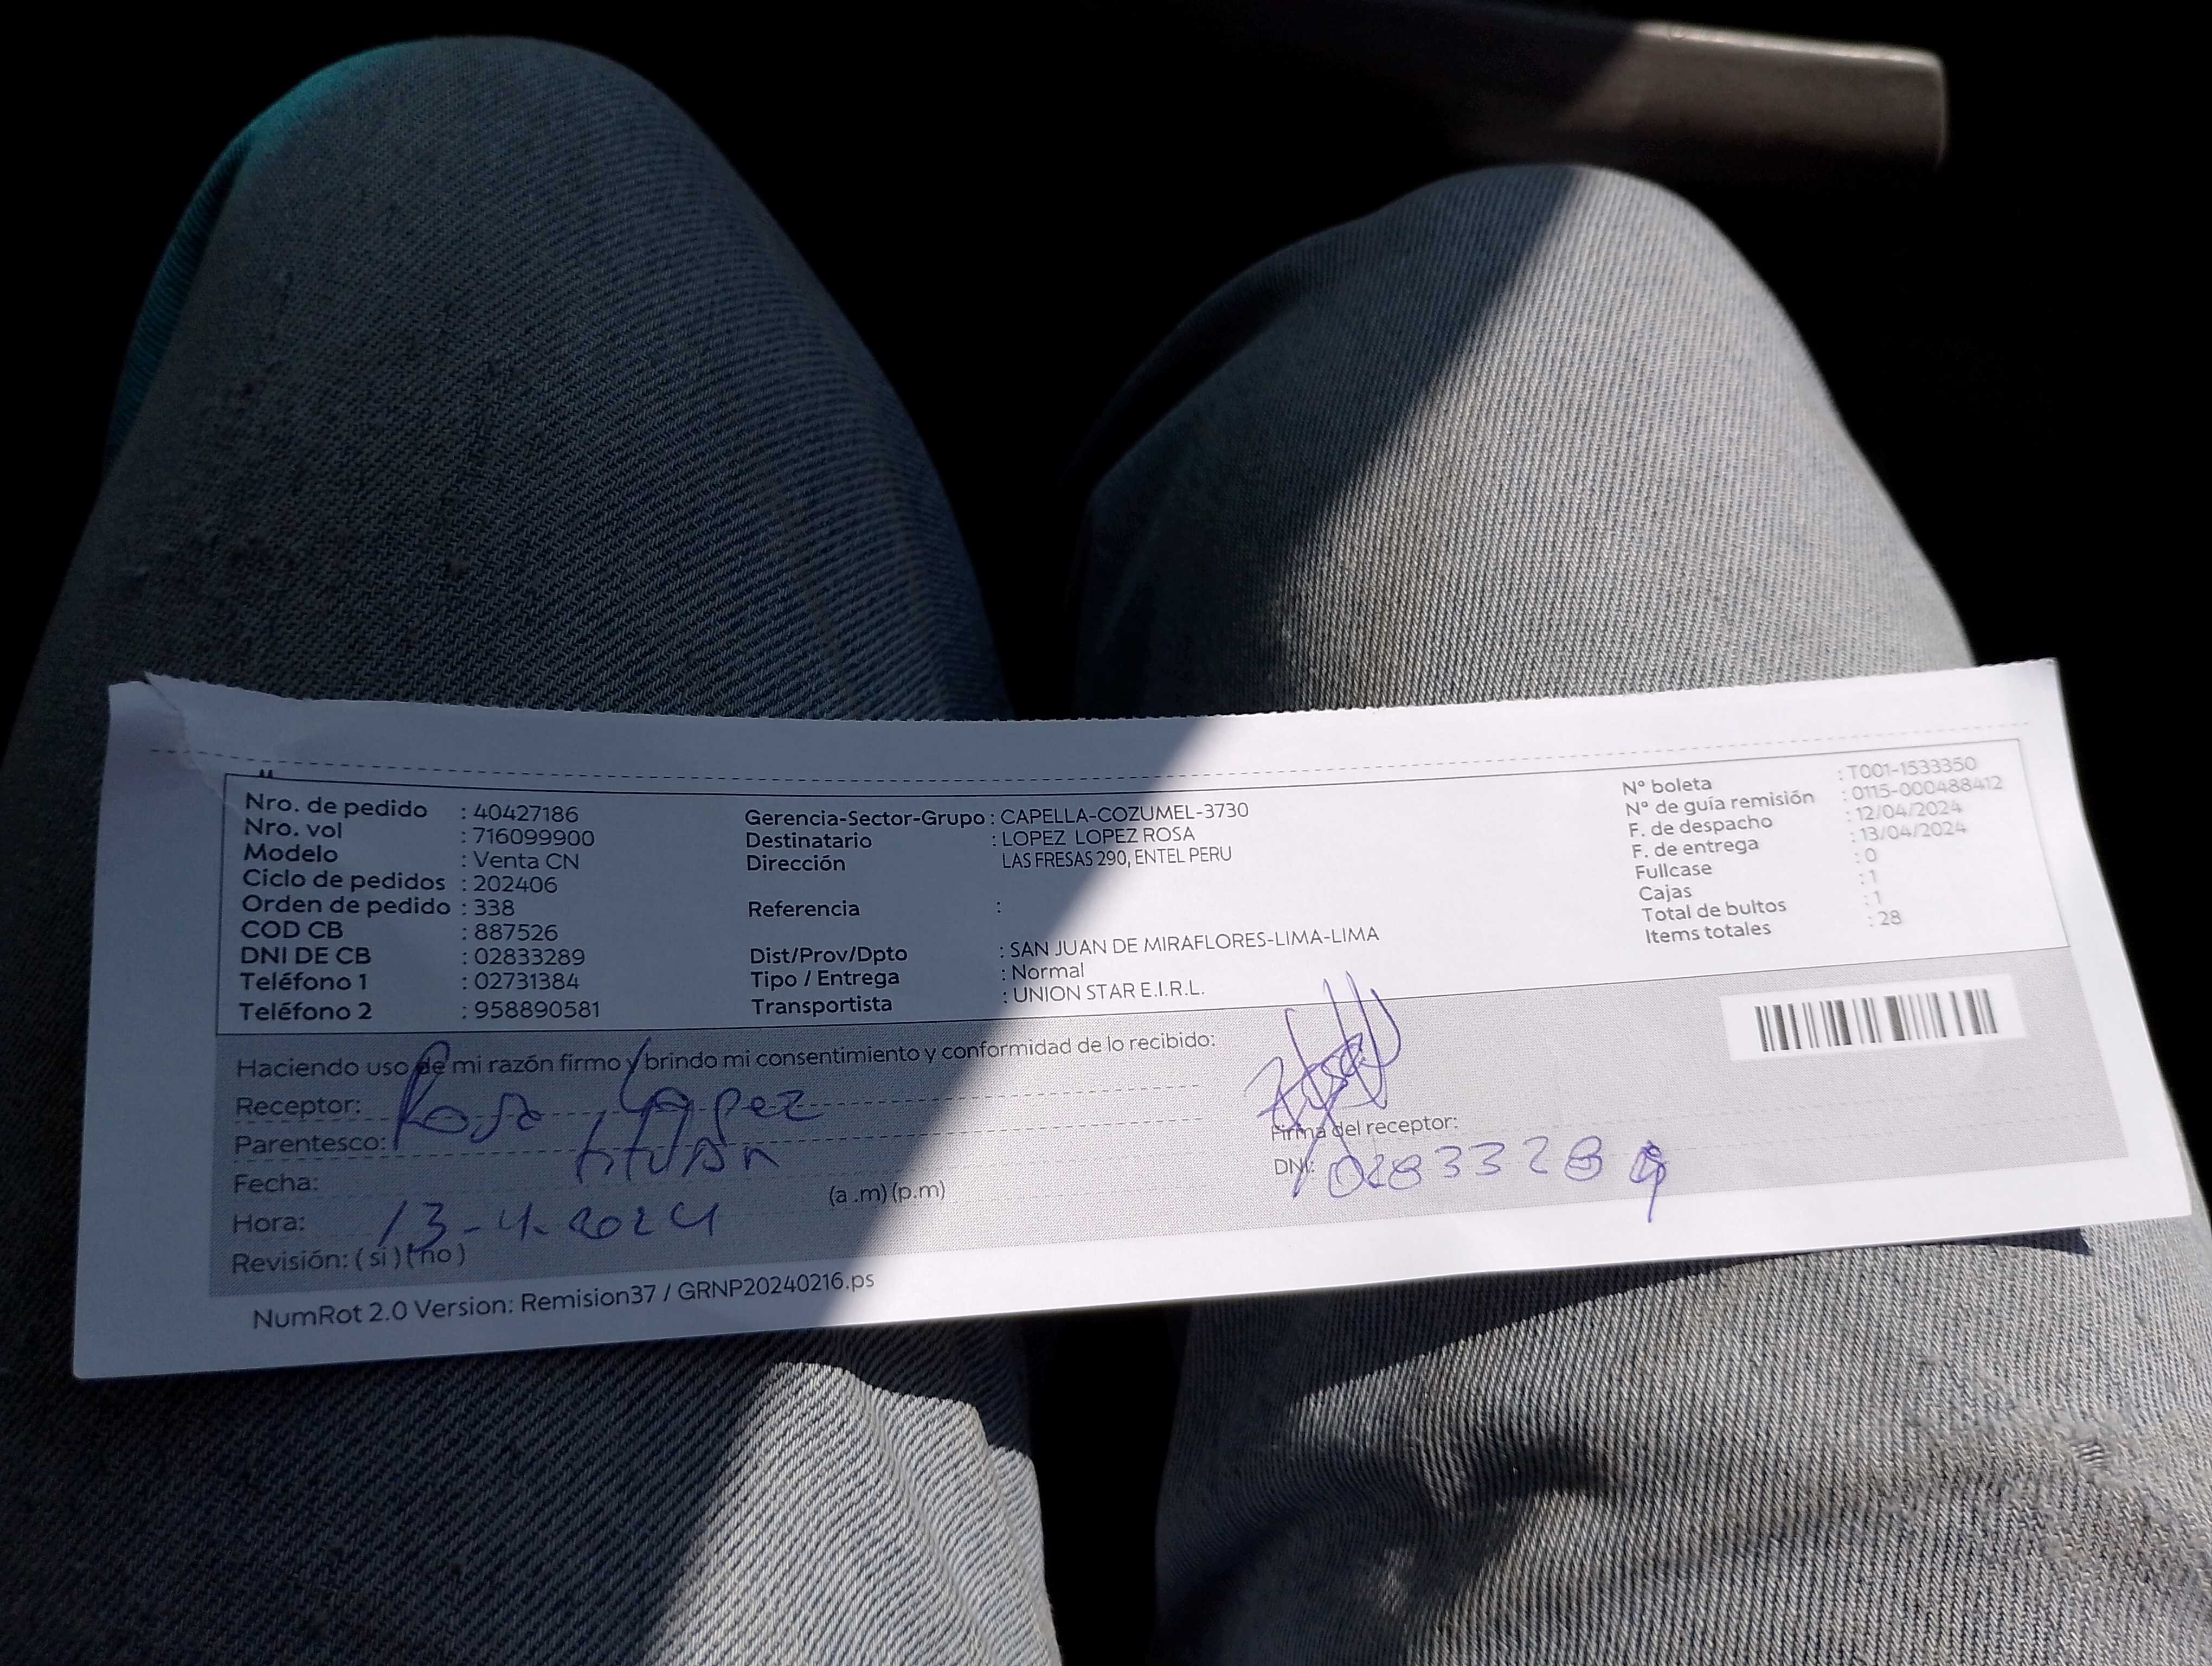 Nro. de pedido : 40427186
Nro. vol : 716099900
Modelo : Venta CN
Ciclo de pedidos : 202406
Orden de pedido : 338
COD CB : 887526
DNI DE CB : 02833289
Teléfono 1 : 02731384
Teléfono 2 : 958890581
Gerencia-Sector-Grupo : CAPELLA-COZUMEL-3730
Destinatario : LOPEZ LOPEZ ROSA
Dirección LAS FRESAS 290, ENTEL PERU
Referencia :
Dist/Prov/Dpto : SAN JUAN DE MIRAFLORES-LIMA-LIMA
Tipo / Entrega : Normal
Transportista : UNION STAR E.I.R.L.
N° boleta : T001-1533350
N° de guía remisión : 0115-000488412
F. de despacho : 12/04/2024
F. de entrega : 13/04/2024
Fullcase : 0
Cajas : 1
Total de bultos : 1
Items totales : 28
Haciendo uso de mi razón firmo y brindo mi consentimiento y conformidad de lo recibido:
Receptor: Rosa Lopez
Parentesco: titular
Fecha:
Hora: 13-4-2024 (a.m) (p.m)
Revisión: (si) (no)
Firma del receptor:
DNI: 02833289
NumRot 2.0 Version: Remision37 / GRNP20240216.ps